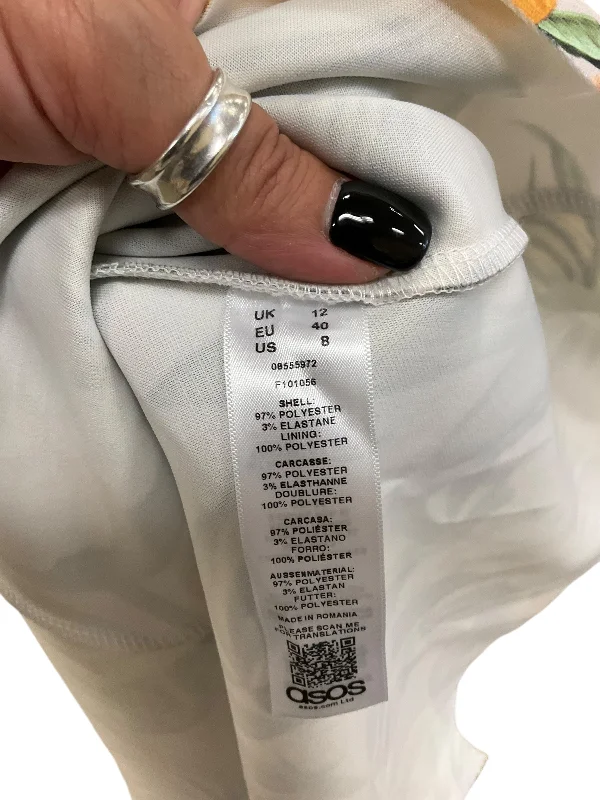 UK 12
EU 40
US 8
08555972
F101056
SHELL:
97% POLYESTER
3% ELASTANE
LINING:
100% POLYESTER
CARCASSE:
97% POLYESTER
3% ELASTHANNE
DOUBLURE:
100% POLYESTER
CARCASA:
97% POLIÉSTER
3% ELASTANO
FORRO:
100% POLIÉSTER
AUSSENMATERIAL:
97% POLYESTER
3% ELASTAN
FUTTER:
100% POLYESTER
MADE IN ROMANIA
PLEASE SCAN ME
FOR TRANSLATIONS
asos
asos.com Ltd